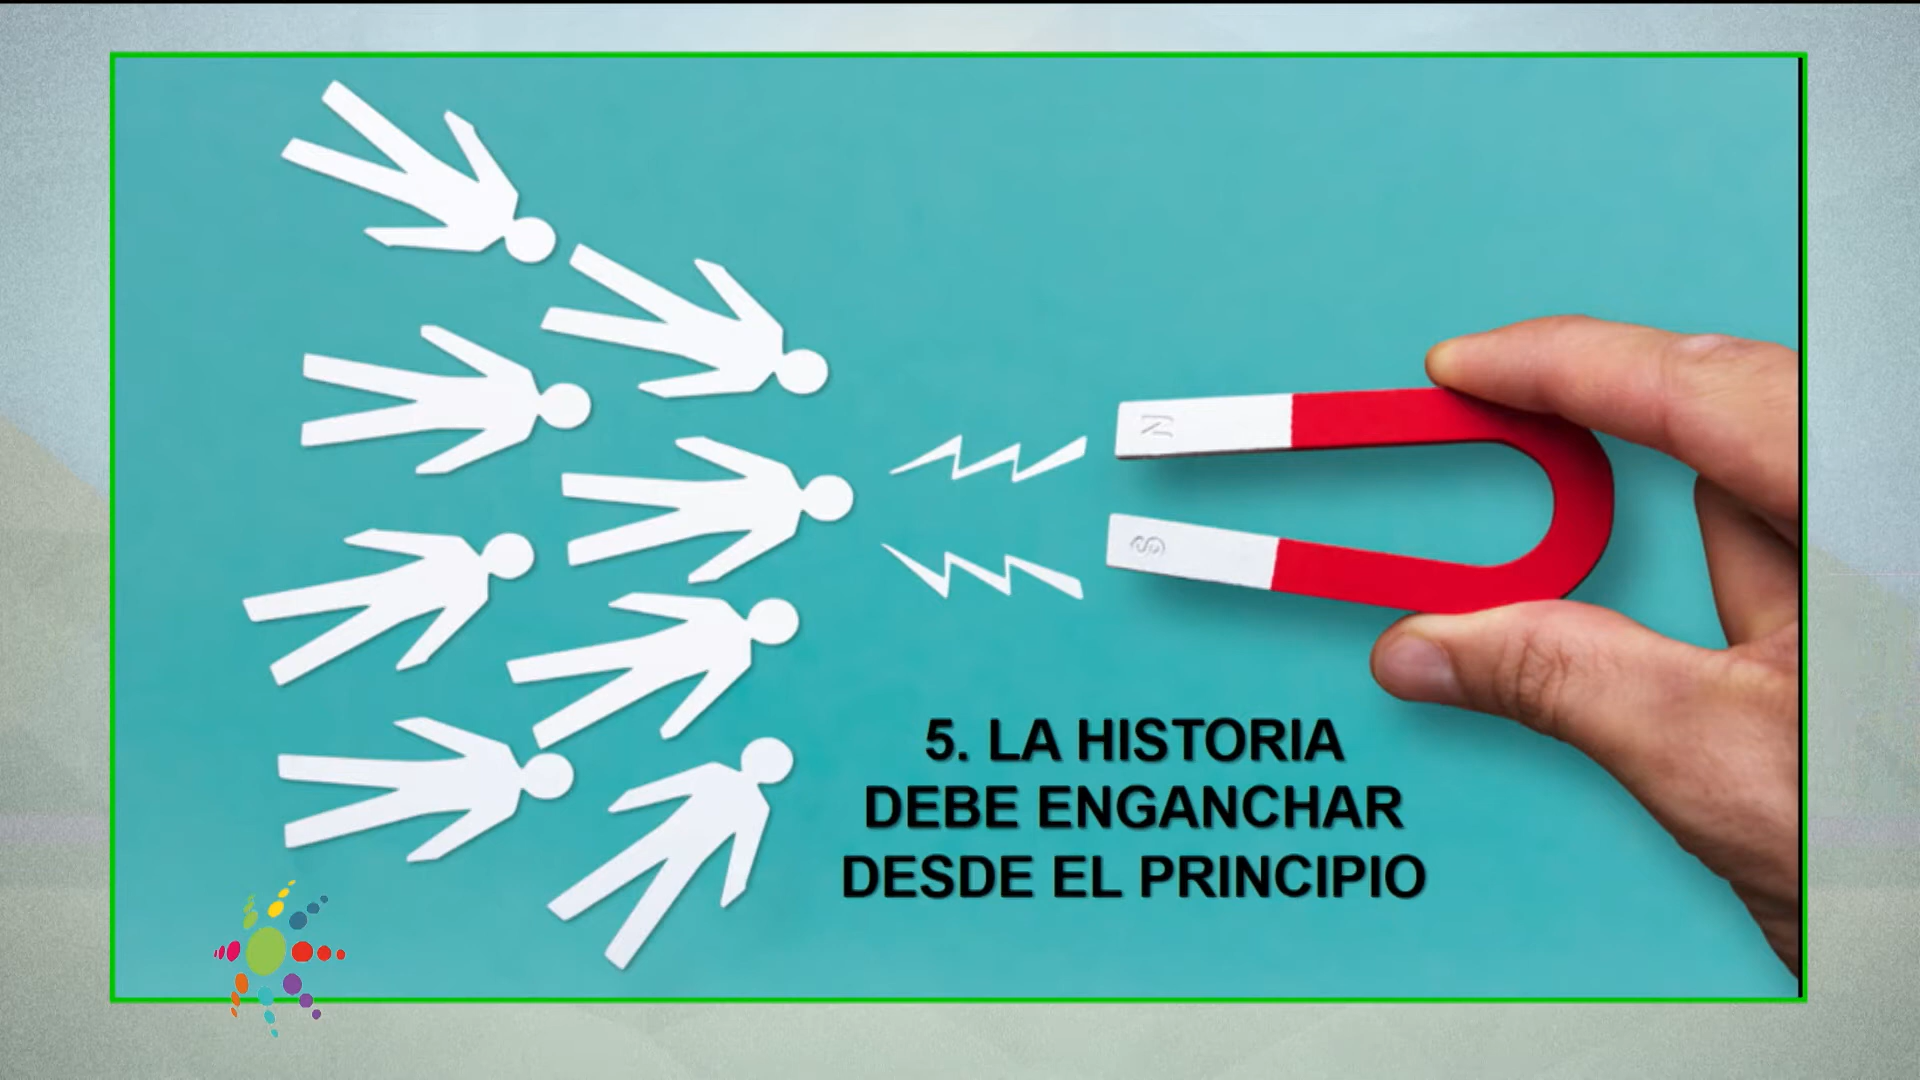 N
S
5. LA HISTORIA
DEBE ENGANCHAR
DESDE EL PRINCIPIO